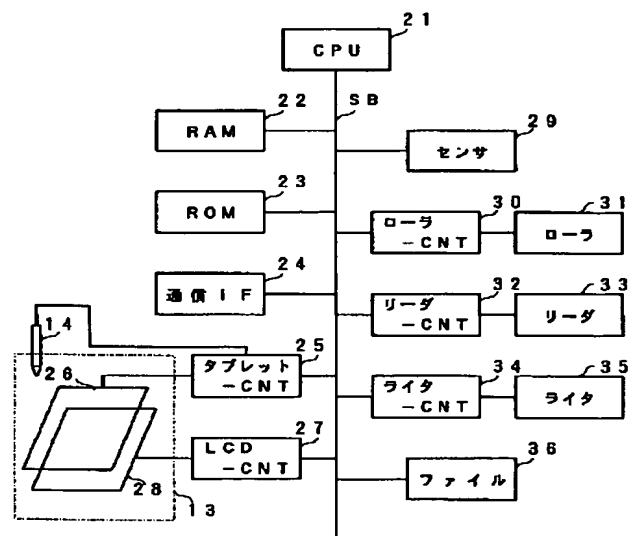 21
CPU
22
SB
RAM
29
センサ
23
ROM
30
31
ローラ
-CNT
ローラ
24
通信IF
32
33
リーダ
-CNT
リーダ
14
25
タブレット
-CNT
26
34
35
ライタ
-CNT
ライタ
27
LCD
-CNT
36
ファイル
28
13